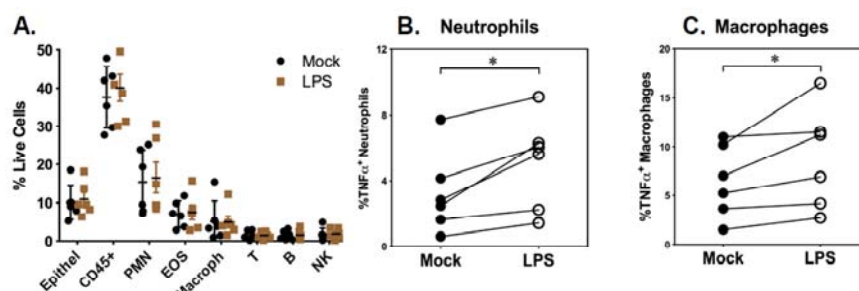 A.
% Live Cells
50
40
30
20
10
0
Mock
LPS
Epithel
CD45+
PMN
EOS
Macroph
T
B
NK
B.
Neutrophils
%TNFα⁺ Neutrophils
12
8
4
0
*
Mock
LPS
C.
Macrophages
%TNFα⁺ Macrophages
20
15
10
5
0
*
Mock
LPS